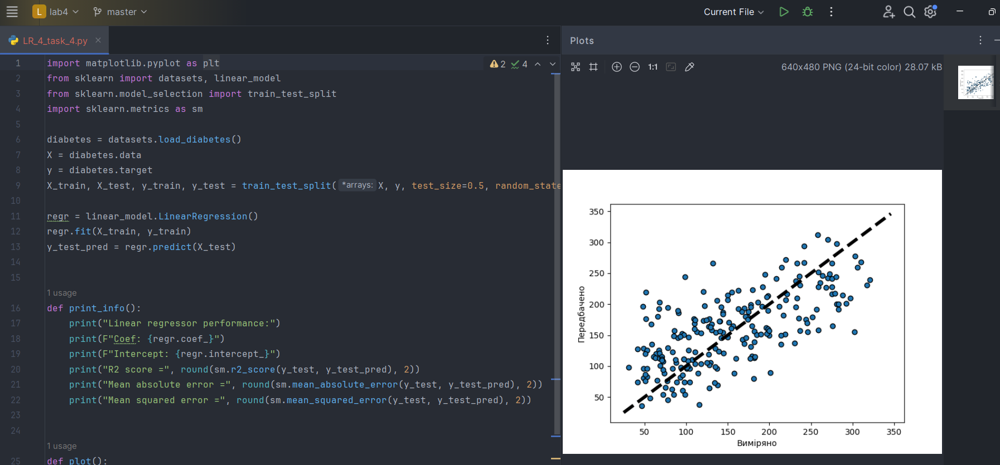 L lab4 master Current File
LR_4_task_4.py
Plots
2 4
1:1 640x480 PNG (24-bit color) 28.07 kB
1 import matplotlib.pyplot as plt
2 from sklearn import datasets, linear_model
3 from sklearn.model_selection import train_test_split
4 import sklearn.metrics as sm
5
6 diabetes = datasets.load_diabetes()
7 X = diabetes.data
8 y = diabetes.target
9 X_train, X_test, y_train, y_test = train_test_split( *arrays: X, y, test_size=0.5, random_state
10
11 regr = linear_model.LinearRegression()
12 regr.fit(X_train, y_train)
13 y_test_pred = regr.predict(X_test)
14
15
1 usage
16 def print_info():
17 print("Linear regressor performance:")
18 print(F"Coef: {regr.coef_}")
19 print(F"Intercept: {regr.intercept_}")
20 print("R2 score =", round(sm.r2_score(y_test, y_test_pred), 2))
21 print("Mean absolute error =", round(sm.mean_absolute_error(y_test, y_test_pred), 2))
22 print("Mean squared error =", round(sm.mean_squared_error(y_test, y_test_pred), 2))
23
24
1 usage
25 def plot():
350
300
250
200
150
100
50
Передбачено
50 100 150 200 250 300 350
Виміряно